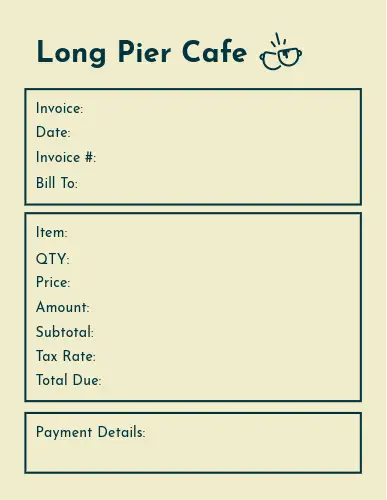 Long Pier Cafe
Invoice:
Date:
Invoice #:
Bill To:
Item:
QTY:
Price:
Amount:
Subtotal:
Tax Rate:
Total Due:
Payment Details: